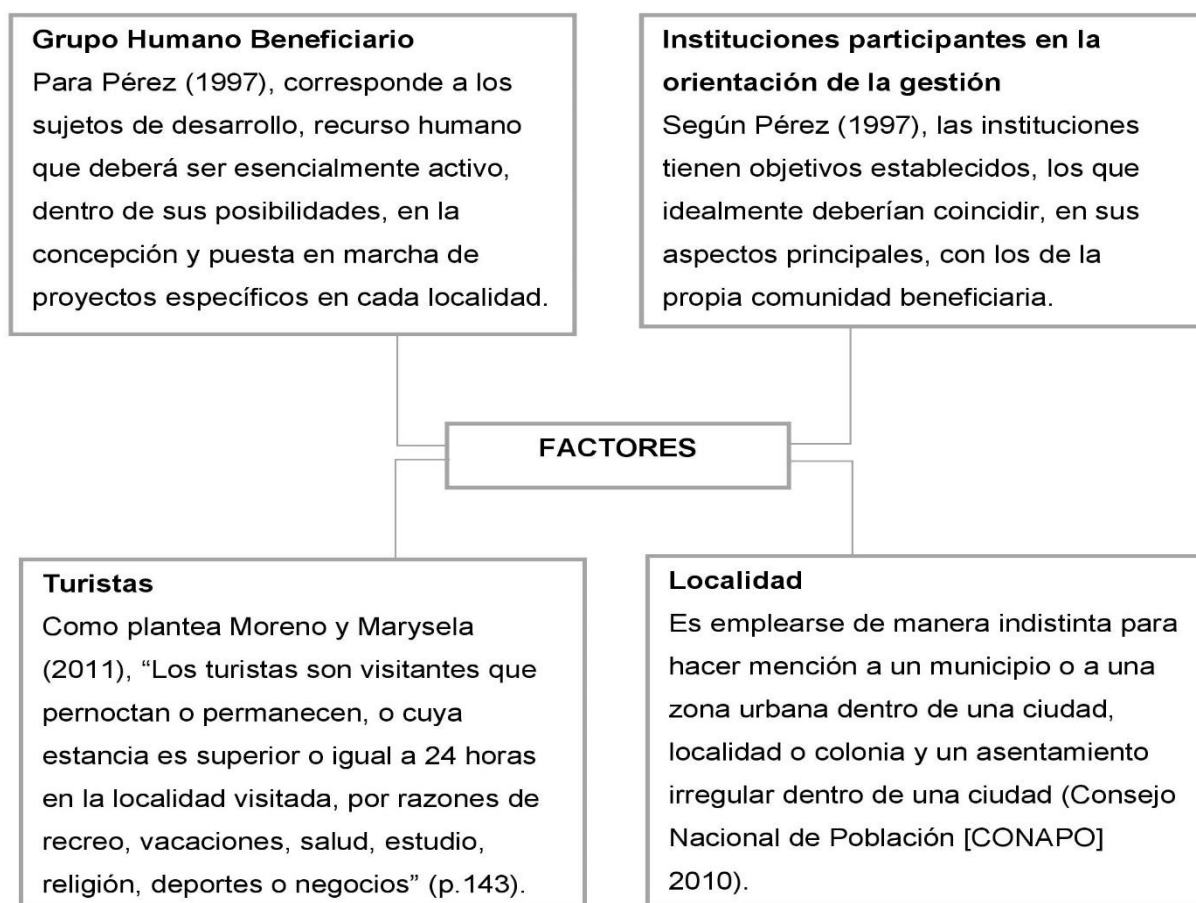 Grupo Humano Beneficiario
Para Pérez (1997), corresponde a los
sujetos de desarrollo, recurso humano
que deberá ser esencialmente activo,
dentro de sus posibilidades, en la
concepción y puesta en marcha de
proyectos específicos en cada localidad.
Instituciones participantes en la
orientación de la gestión
Según Pérez (1997), las instituciones
tienen objetivos establecidos, los que
idealmente deberían coincidir, en sus
aspectos principales, con los de la
propia comunidad beneficiaria.
FACTORES
Turistas
Como plantea Moreno y Marysela
(2011), “Los turistas son visitantes que
pernoctan o permanecen, o cuya
estancia es superior o igual a 24 horas
en la localidad visitada, por razones de
recreo, vacaciones, salud, estudio,
religión, deportes o negocios” (p.143).
Localidad
Es emplearse de manera indistinta para
hacer mención a un municipio o a una
zona urbana dentro de una ciudad,
localidad o colonia y un asentamiento
irregular dentro de una ciudad (Consejo
Nacional de Población [CONAPO]
2010).